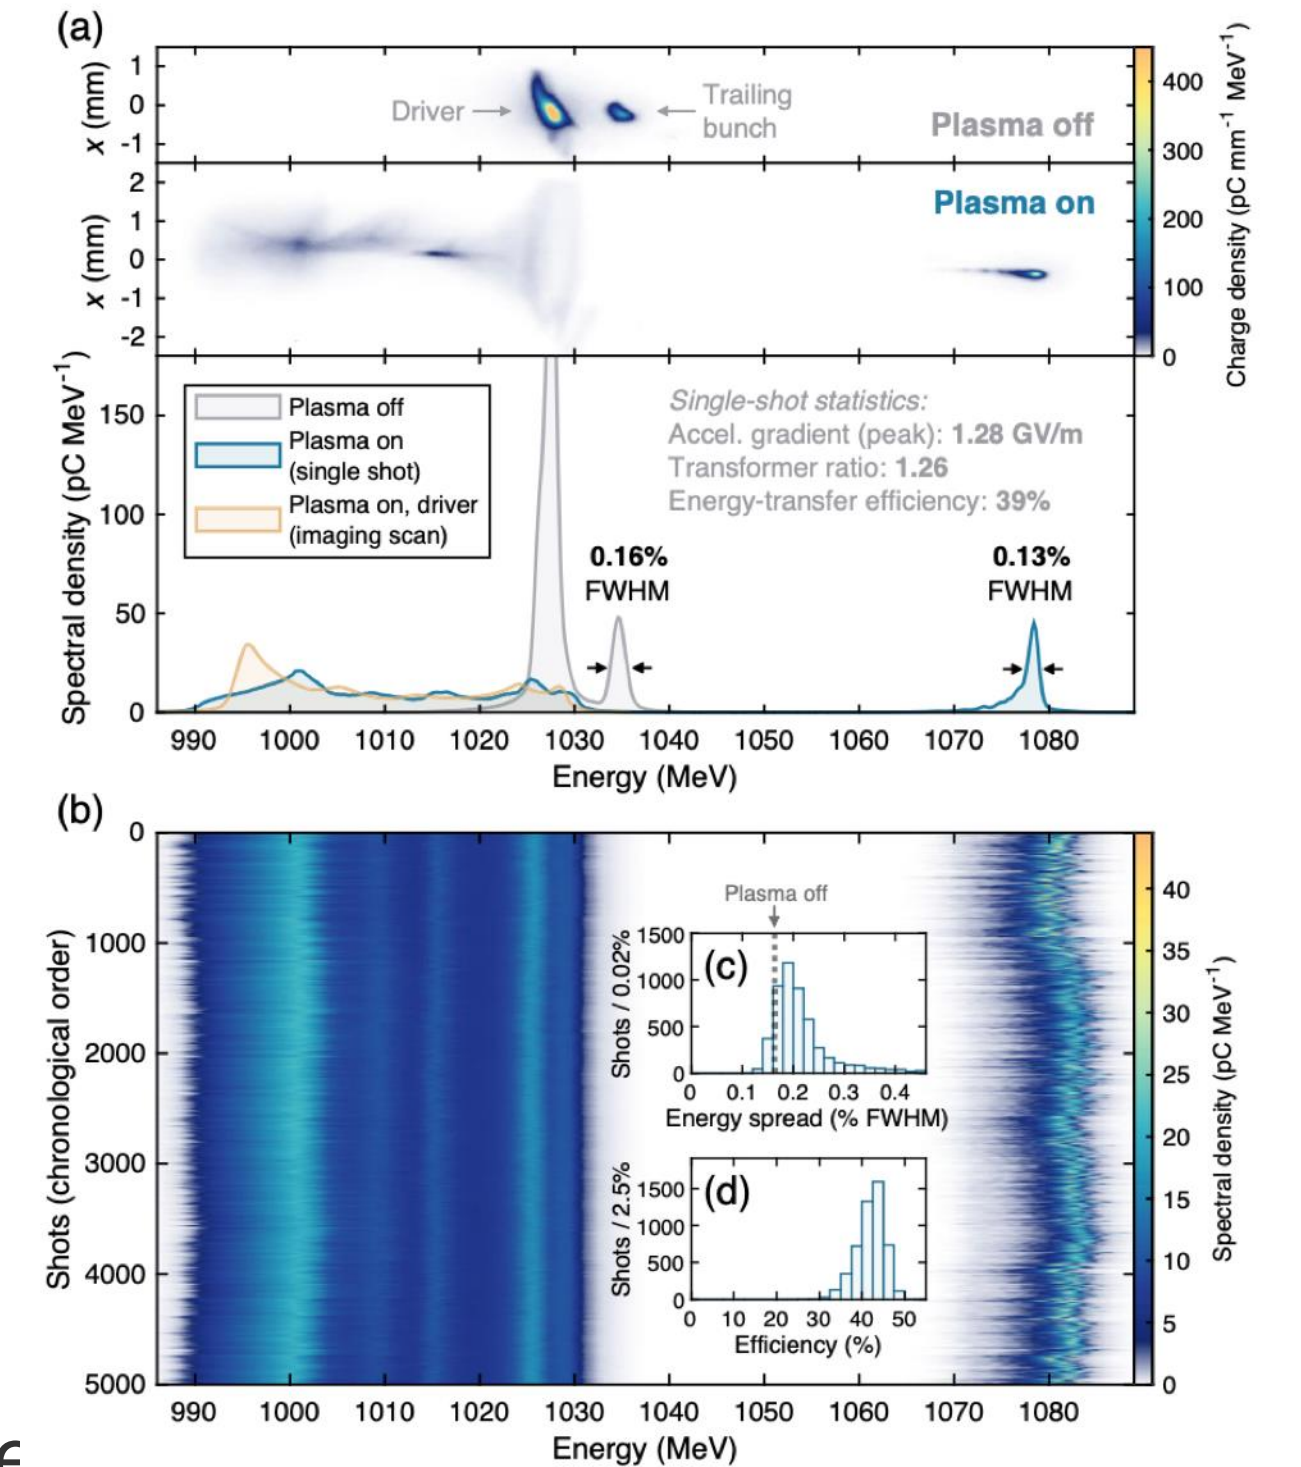 (a)
1
0
-1
x (mm)
Driver
Trailing
bunch
Plasma off
2
1
0
-1
-2
x (mm)
Plasma on
400
300
200
100
0
Charge density (pC mm⁻¹ MeV⁻¹)
150
100
50
0
Spectral density (pC MeV⁻¹)
Plasma off
Plasma on
(single shot)
Plasma on, driver
(imaging scan)
Single-shot statistics:
Accel. gradient (peak): 1.28 GV/m
Transformer ratio: 1.26
Energy-transfer efficiency: 39%
0.16%
FWHM
0.13%
FWHM
990 1000 1010 1020 1030 1040 1050 1060 1070 1080
Energy (MeV)
(b)
0
1000
2000
3000
4000
5000
Shots (chronological order)
Plasma off
(c)
1500
1000
500
0
Shots / 0.02%
0 0.1 0.2 0.3 0.4
Energy spread (% FWHM)
(d)
1500
1000
500
0
Shots / 2.5%
0 10 20 30 40 50
Efficiency (%)
40
35
30
25
20
15
10
5
0
Spectral density (pC MeV⁻¹)
990 1000 1010 1020 1030 1040 1050 1060 1070 1080
Energy (MeV)